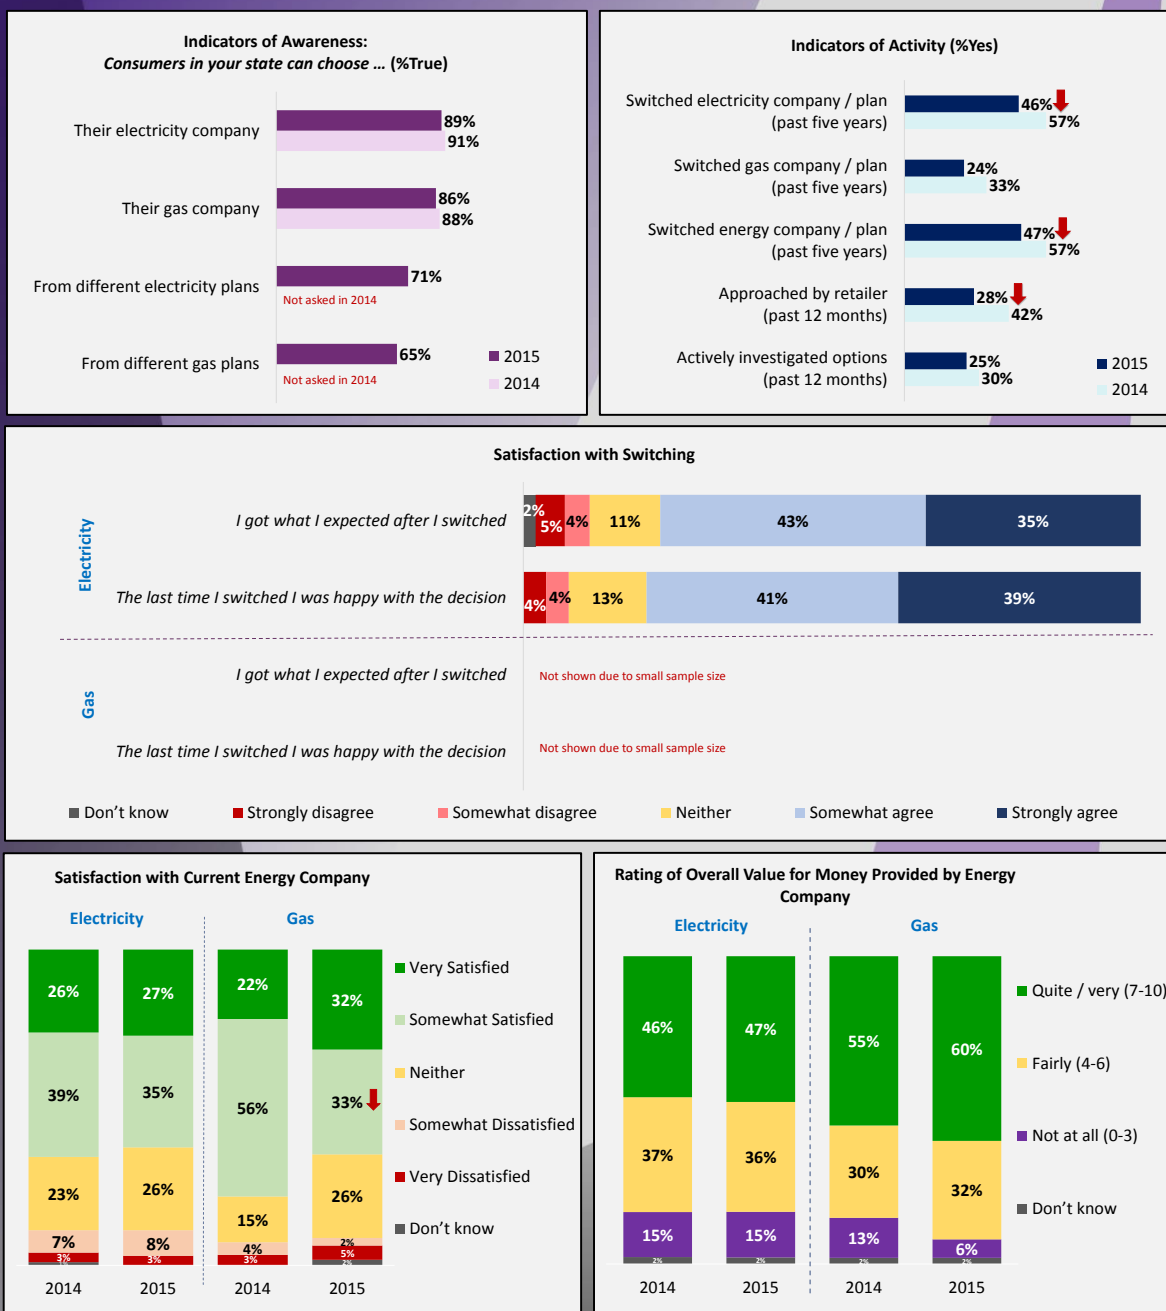 Indicators of Awareness:
Consumers in your state can choose ... (%True)
Their electricity company
89%
91%
Their gas company
86%
88%
From different electricity plans
71%
Not asked in 2014
From different gas plans
65%
Not asked in 2014
2015
2014
Indicators of Activity (%Yes)
Switched electricity company / plan
(past five years)
46%
57%
Switched gas company / plan
(past five years)
24%
33%
Switched energy company / plan
(past five years)
47%
57%
Approached by retailer
(past 12 months)
28%
42%
Actively investigated options
(past 12 months)
25%
30%
2015
2014
Satisfaction with Switching
Electricity
I got what I expected after I switched
2% 5% 4% 11% 43% 35%
The last time I switched I was happy with the decision
4% 4% 13% 41% 39%
Gas
I got what I expected after I switched
Not shown due to small sample size
The last time I switched I was happy with the decision
Not shown due to small sample size
Don't know Strongly disagree Somewhat disagree Neither Somewhat agree Strongly agree
Satisfaction with Current Energy Company
Electricity Gas
26% 27% 22% 32%
39% 35% 56% 33%
23% 26% 15% 26%
7% 8% 4% 2%
3% 3% 3% 5%
2%
2014 2015 2014 2015
Very Satisfied
Somewhat Satisfied
Neither
Somewhat Dissatisfied
Very Dissatisfied
Don't know
Rating of Overall Value for Money Provided by Energy
Company
Electricity Gas
46% 47% 55% 60%
37% 36% 30% 32%
15% 15% 13% 6%
2% 2% 2% 2%
2014 2015 2014 2015
Quite / very (7-10)
Fairly (4-6)
Not at all (0-3)
Don't know